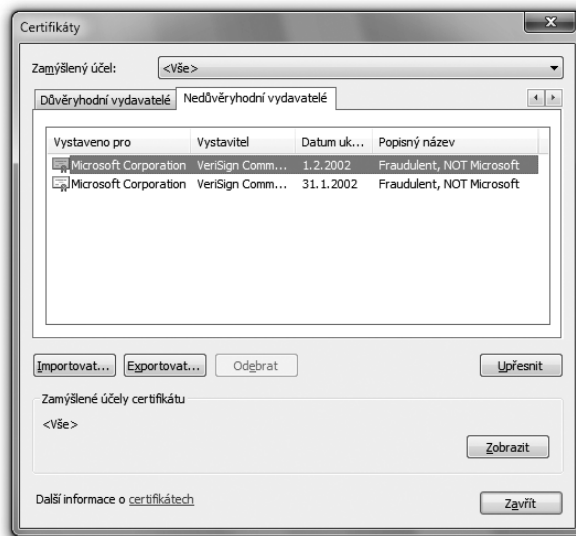 Certifikáty
Zamýšlený účel: <Vše>
Důvěryhodní vydavatelé Nedůvěryhodní vydavatelé
Vystaveno pro Vystavitel Datum uk... Popisný název
Microsoft Corporation VeriSign Comm... 1.2.2002 Fraudulent, NOT Microsoft
Microsoft Corporation VeriSign Comm... 31.1.2002 Fraudulent, NOT Microsoft
Importovat... Exportovat... Odebrat Upřesnit
Zamýšlené účely certifikátu
<Vše>
Zobrazit
Další informace o certifikátech
Zavřít